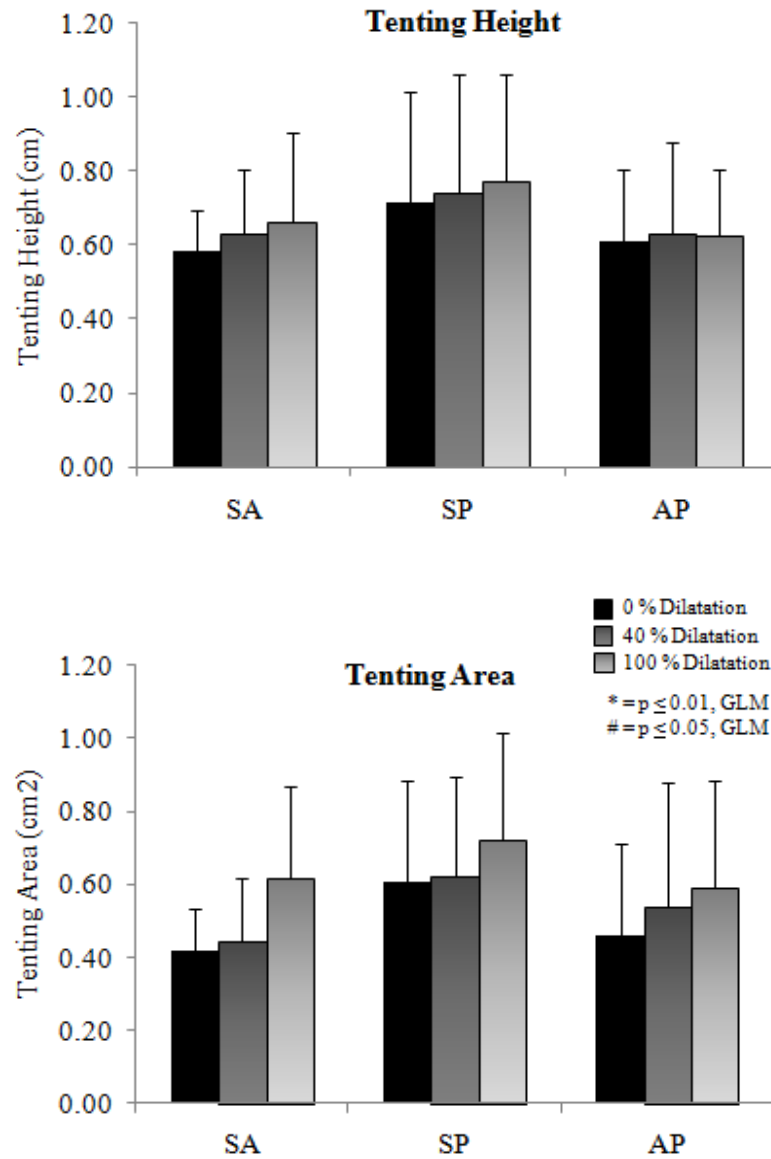 Tenting Height
Tenting Height (cm)
1.20
1.00
0.80
0.60
0.40
0.20
0.00
SA SP AP
0 % Dilatation
40 % Dilatation
100 % Dilatation
* = p ≤ 0.01, GLM
# = p ≤ 0.05, GLM
Tenting Area
Tenting Area (cm2)
1.20
1.00
0.80
0.60
0.40
0.20
0.00
SA SP AP